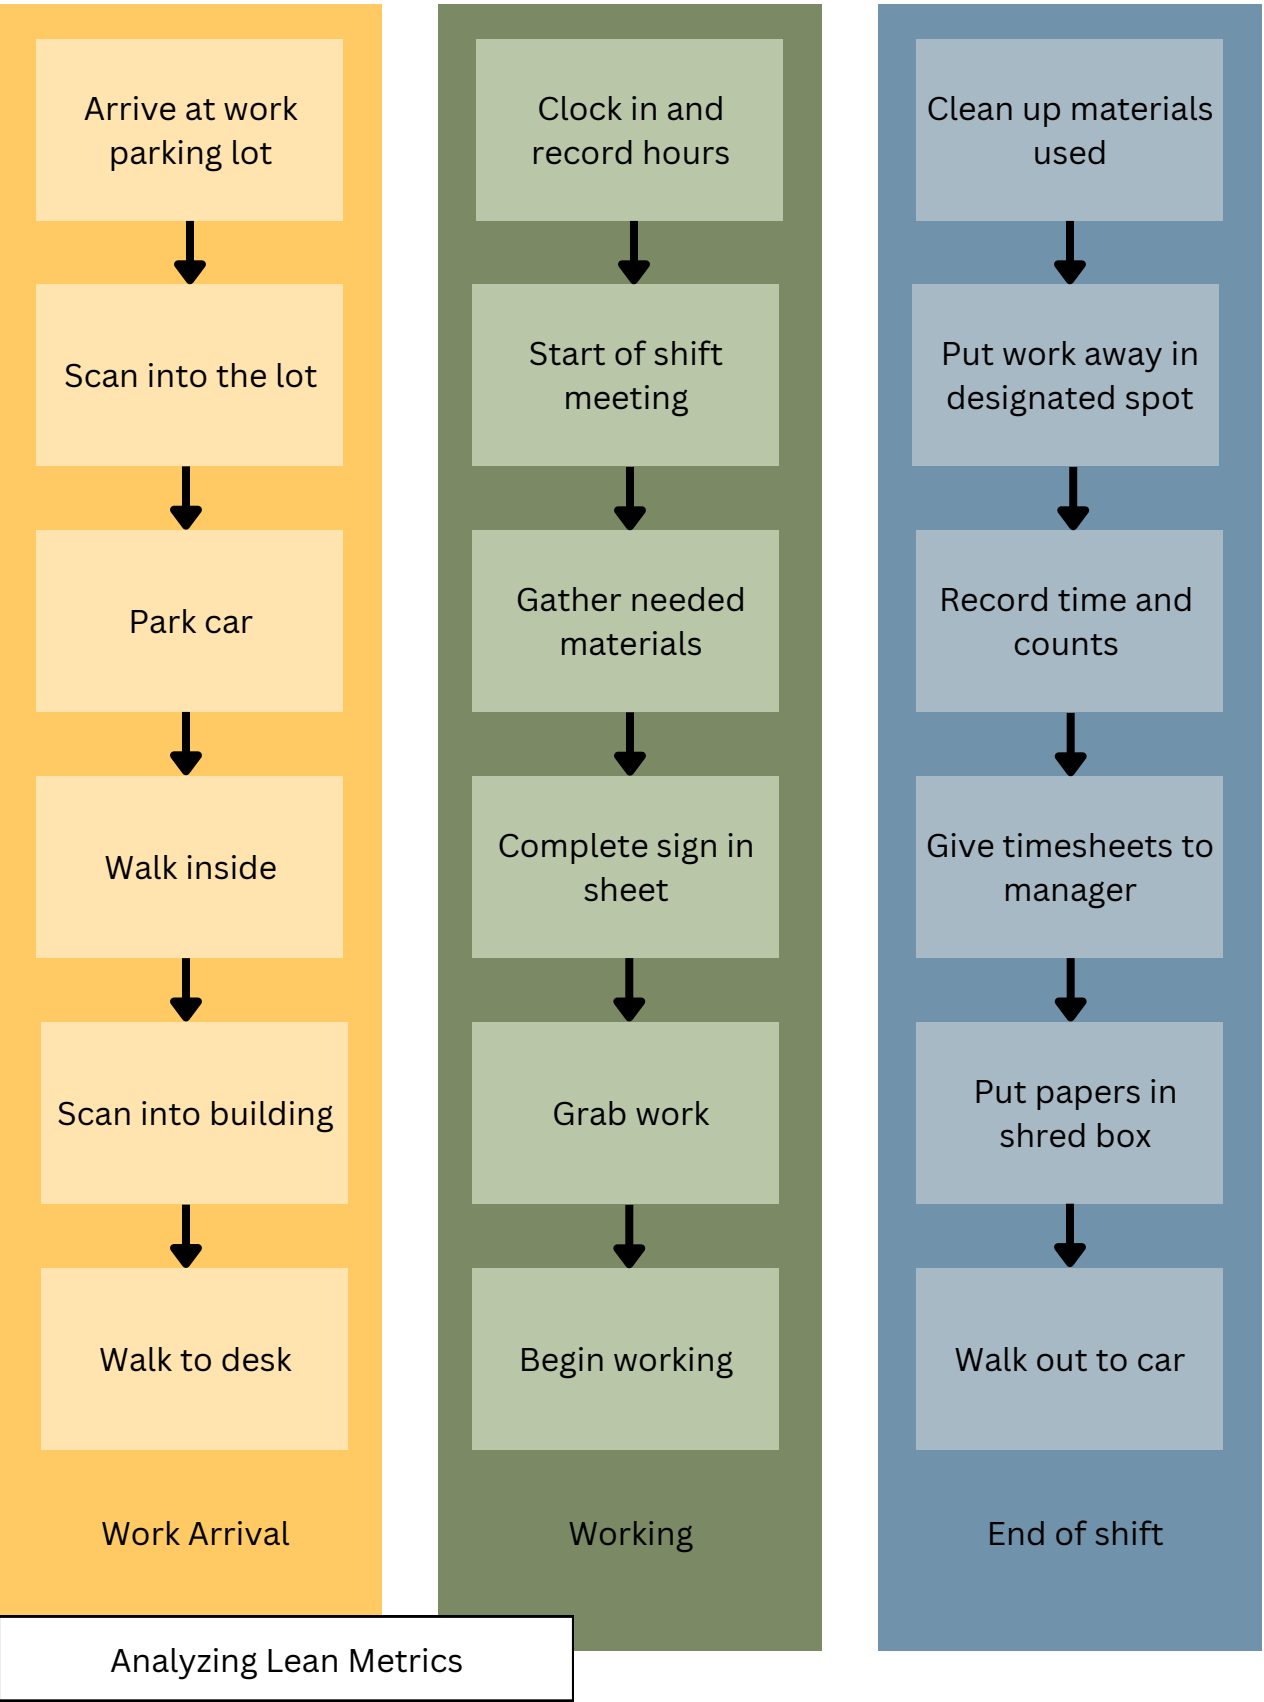 Arrive at work
parking lot
Scan into the lot
Park car
Walk inside
Scan into building
Walk to desk
Work Arrival
Clock in and
record hours
Start of shift
meeting
Gather needed
materials
Complete sign in
sheet
Grab work
Begin working
Working
Clean up materials
used
Put work away in
designated spot
Record time and
counts
Give timesheets to
manager
Put papers in
shred box
Walk out to car
End of shift
Analyzing Lean Metrics